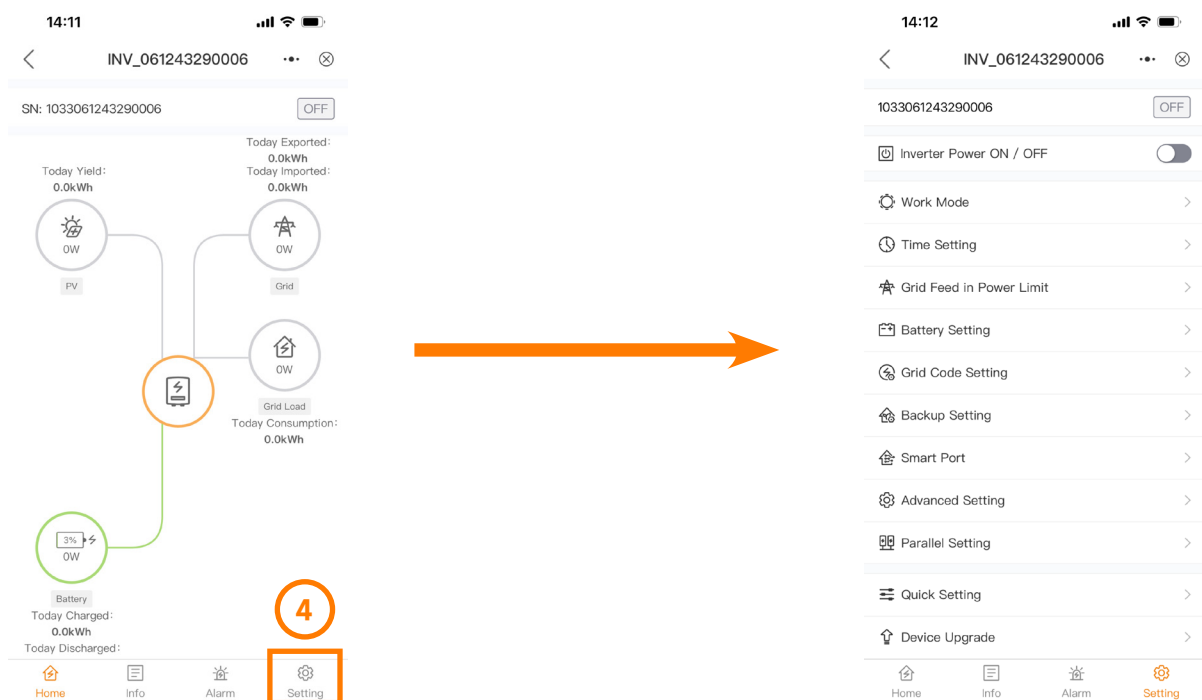 14:11
INV_061243290006
SN: 1033061243290006
OFF
Today Exported:
0.0kWh
Today Imported:
0.0kWh
Today Yield:
0.0kWh
0W
PV
0W
Grid
0W
Grid Load
Today Consumption:
0.0kWh
3%
0W
Battery
Today Charged:
0.0kWh
Today Discharged:
4
Home
Info
Alarm
Setting
14:12
INV_061243290006
1033061243290006
OFF
Inverter Power ON / OFF
Work Mode
Time Setting
Grid Feed in Power Limit
Battery Setting
Grid Code Setting
Backup Setting
Smart Port
Advanced Setting
Parallel Setting
Quick Setting
Device Upgrade
Home
Info
Alarm
Setting